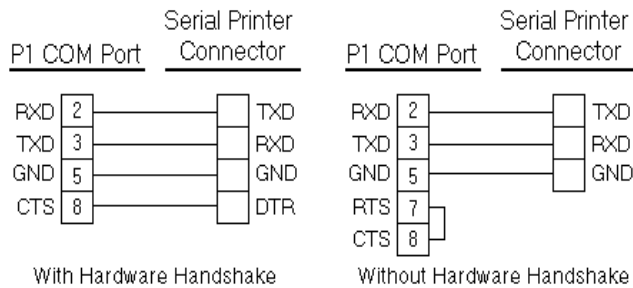 Serial Printer Serial Printer
P1 COM Port Connector P1 COM Port Connector
RXD 2 TXD RXD 2 TXD
TXD 3 RXD TXD 3 RXD
GND 5 GND GND 5 GND
CTS 8 DTR RTS 7
CTS 8
With Hardware Handshake Without Hardware Handshake